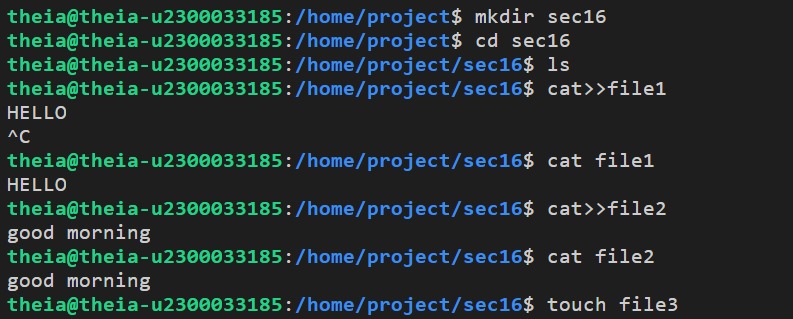 theia@theia-u2300033185:/home/project$ mkdir sec16
theia@theia-u2300033185:/home/project$ cd sec16
theia@theia-u2300033185:/home/project/sec16$ ls
theia@theia-u2300033185:/home/project/sec16$ cat>>file1
HELLO
^C
theia@theia-u2300033185:/home/project/sec16$ cat file1
HELLO
theia@theia-u2300033185:/home/project/sec16$ cat>>file2
good morning
theia@theia-u2300033185:/home/project/sec16$ cat file2
good morning
theia@theia-u2300033185:/home/project/sec16$ touch file3